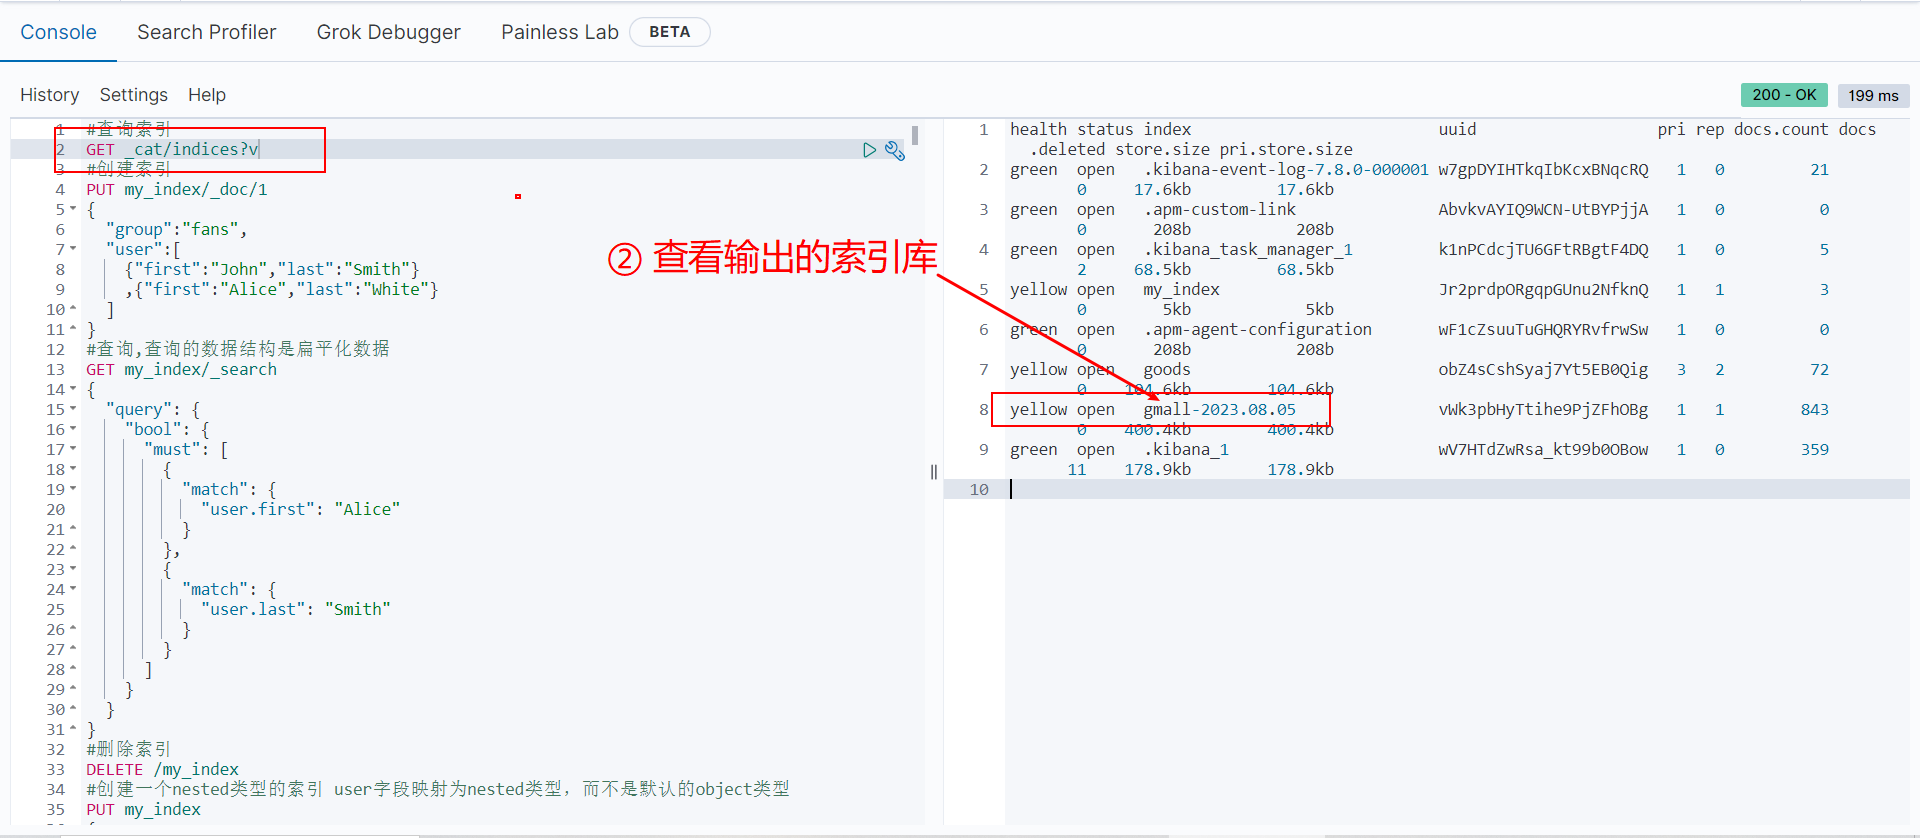 Console Search Profiler Grok Debugger Painless Lab BETA
History Settings Help 200 - OK 199 ms
1 #查询索引
2 GET _cat/indices?v
3 #创建索引
4 PUT my_index/_doc/1
5 {
6 "group":"fans",
7 "user":[
8 {"first":"John","last":"Smith"}
9 ,{"first":"Alice","last":"White"}
10 ]
11 }
12 #查询,查询的数据结构是扁平化数据
13 GET my_index/_search
14 {
15 "query": {
16 "bool": {
17 "must": [
18 {
19 "match": {
20 "user.first": "Alice"
21 }
22 },
23 {
24 "match": {
25 "user.last": "Smith"
26 }
27 }
28 ]
29 }
30 }
31 }
32 #删除索引
33 DELETE /my_index
34 #创建一个nested类型的索引 user字段映射为nested类型，而不是默认的object类型
35 PUT my_index
② 查看输出的索引库
1 health status index uuid pri rep docs.count docs
.deleted store.size pri.store.size
2 green open .kibana-event-log-7.8.0-000001 w7gpDYIHTkqIbKcxBNqcRQ 1 0 21
0 17.6kb 17.6kb
3 green open .apm-custom-link AbvkvAYIQ9WCN-UtBYPjjA 1 0 0
0 208b 208b
4 green open .kibana_task_manager_1 k1nPCdcjTU6GFtRBgtF4DQ 1 0 5
2 68.5kb 68.5kb
5 yellow open my_index Jr2prdpORgqpGUnu2NfknQ 1 1 3
0 5kb 5kb
6 green open .apm-agent-configuration wF1cZsuuTuGHQRYRvfrwSw 1 0 0
0 208b 208b
7 yellow open goods obZ4sCshSyaj7Yt5EB0Qig 3 2 72
0 104.6kb 104.6kb
8 yellow open gmall-2023.08.05 vWk3pbHyTtihe9PjZFhOBg 1 1 843
0 400.4kb 400.4kb
9 green open .kibana_1 wV7HTdZwRsa_kt99b0OBow 1 0 359
11 178.9kb 178.9kb
10